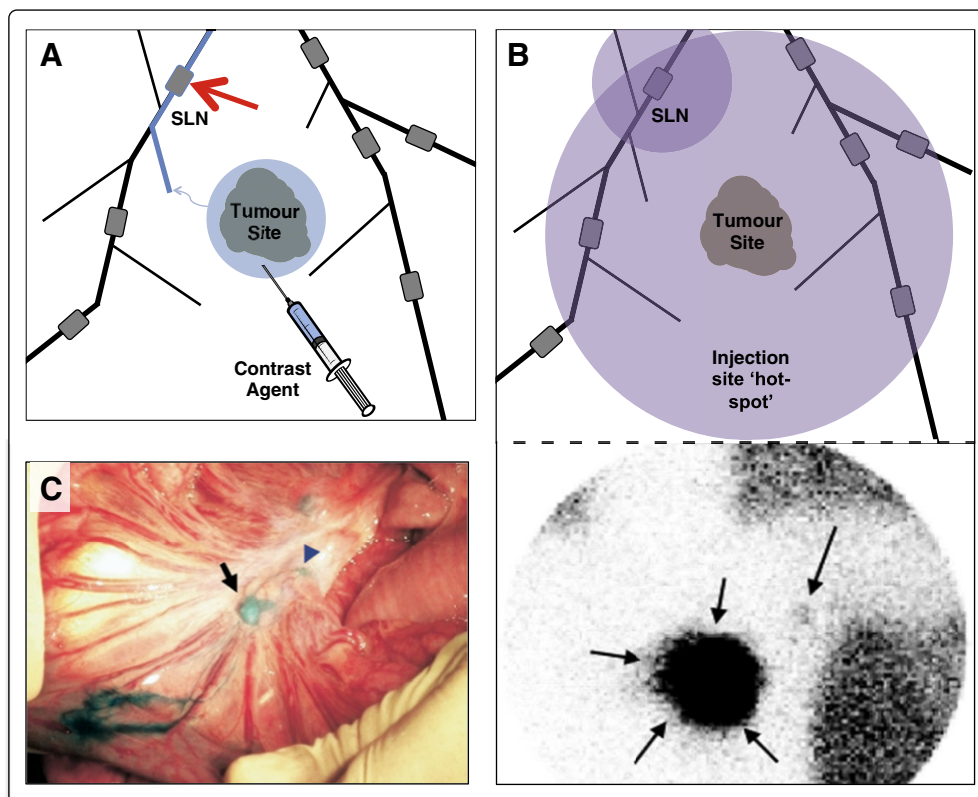 A
SLN
Tumour
Site
Contrast
Agent
B
SLN
Tumour
Site
Injection
site ‘hot-
spot’
C